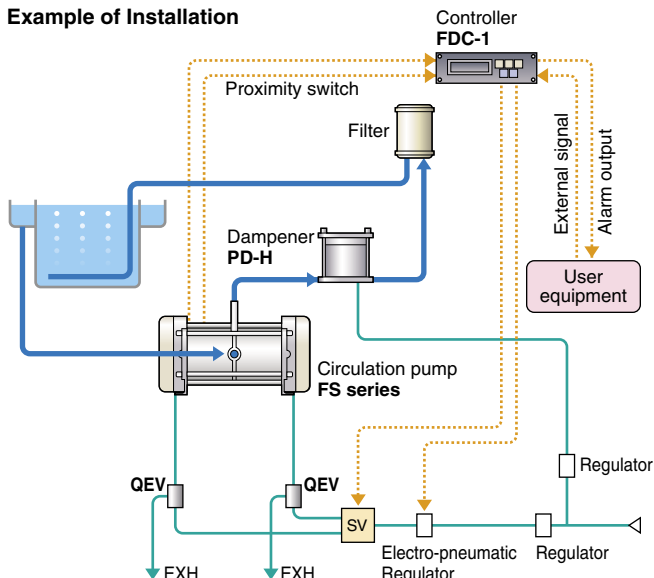 Example of Installation
Controller
FDC-1
Proximity switch
Filter
External signal
Alarm output
Dampener
PD-H
User
equipment
Circulation pump
FS series
Regulator
QEV
QEV
SV
Electro-pneumatic
Regulator
Regulator
EXH
EXH